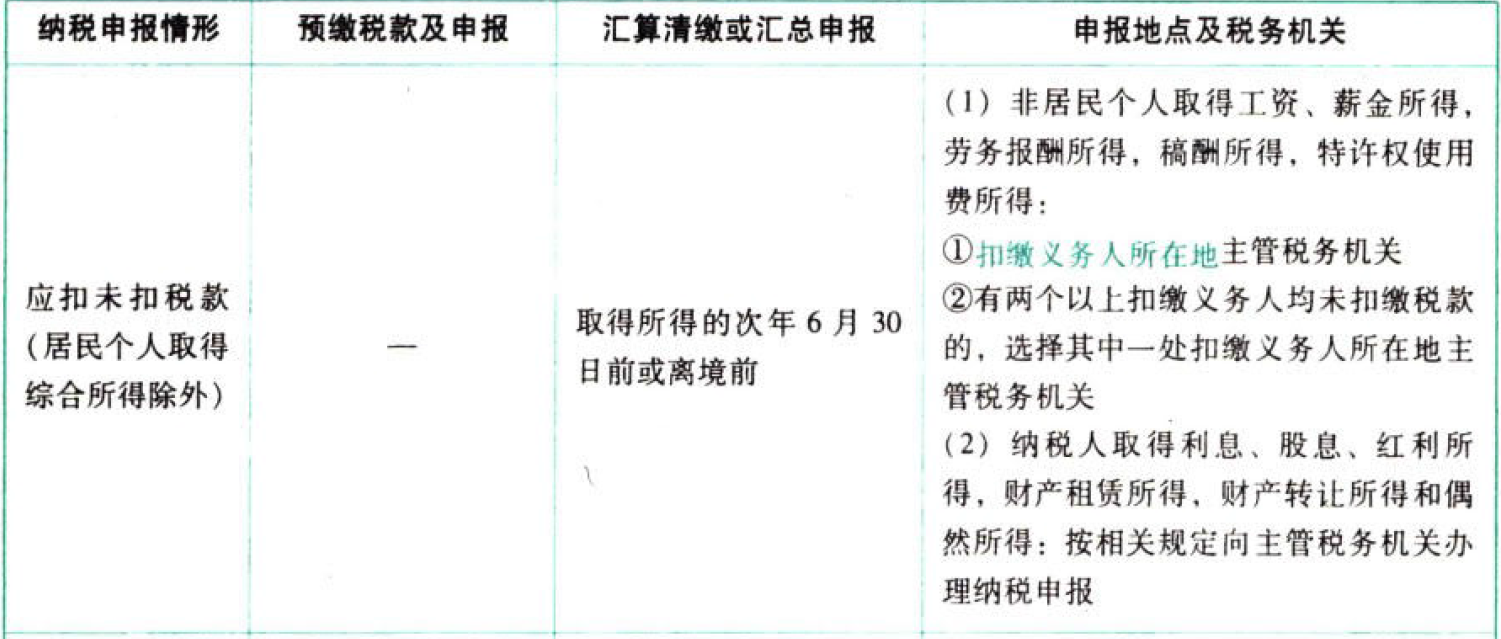 纳税申报情形
预缴税款及申报
汇算清缴或汇总申报
申报地点及税务机关
应扣未扣税款
(居民个人取得
综合所得除外)
—
取得所得的次年 6 月 30
日前或离境前
(1) 非居民个人取得工资、薪金所得,
劳务报酬所得, 稿酬所得, 特许权使用
费所得:
①扣缴义务人所在地主管税务机关
②有两个以上扣缴义务人均未扣缴税款
的, 选择其中一处扣缴义务人所在地主
管税务机关
(2) 纳税人取得利息、股息、红利所
得, 财产租赁所得, 财产转让所得和偶
然所得: 按相关规定向主管税务机关办
理纳税申报